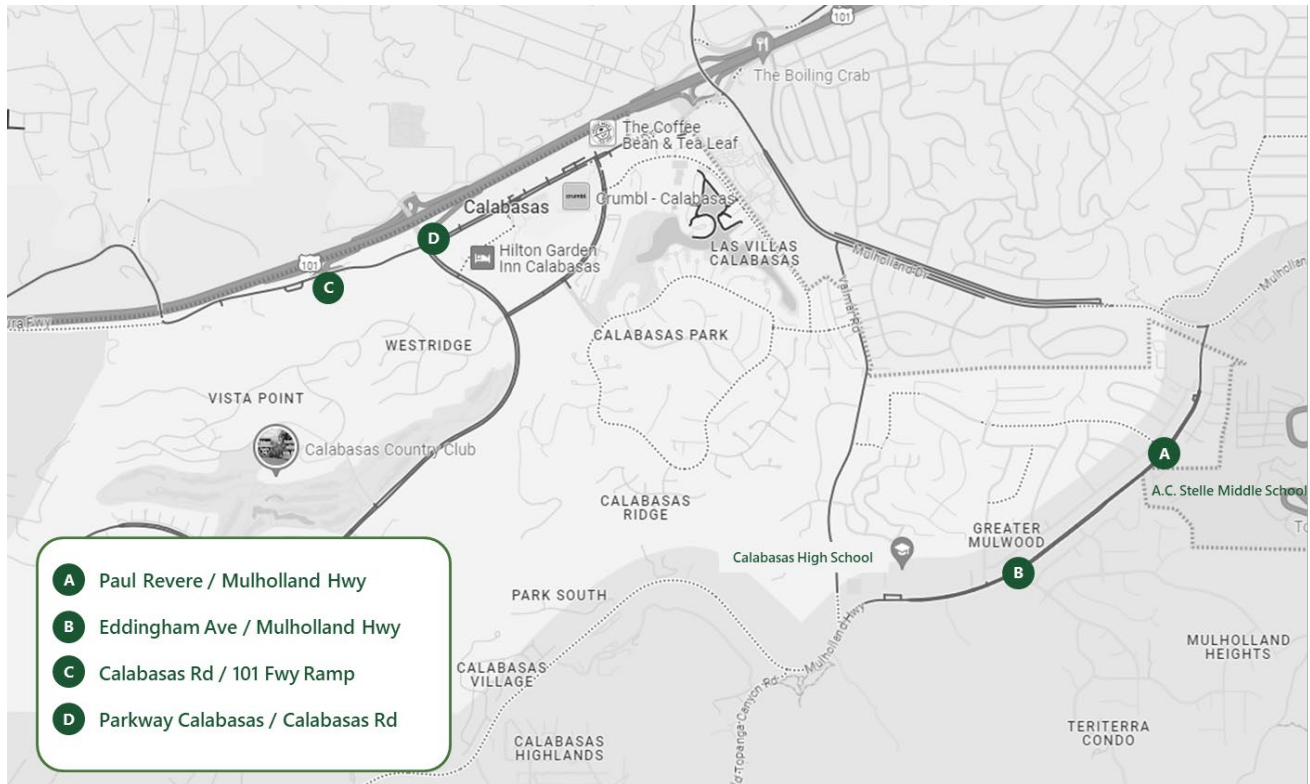 101
The Boiling Crab
The Coffee
Bean & Tea Leaf
Crumbl - Calabasas
Calabasas
D
Hilton Garden
Inn Calabasas
LAS VILLAS
CALABASAS
Mulholland Dr
Valmar Rd
101
C
CALABASAS PARK
WESTRIDGE
VISTA POINT
Calabasas Country Club
A
A.C. Stelle Middle School
CALABASAS
RIDGE
GREATER
MULWOOD
Calabasas High School
B
PARK SOUTH
Mulholland Hwy
MULHOLLAND
HEIGHTS
CALABASAS
VILLAGE
TERITERRA
CONDO
CALABASAS
HIGHLANDS
A Paul Revere / Mulholland Hwy
B Eddingham Ave / Mulholland Hwy
C Calabasas Rd / 101 Fwy Ramp
D Parkway Calabasas / Calabasas Rd